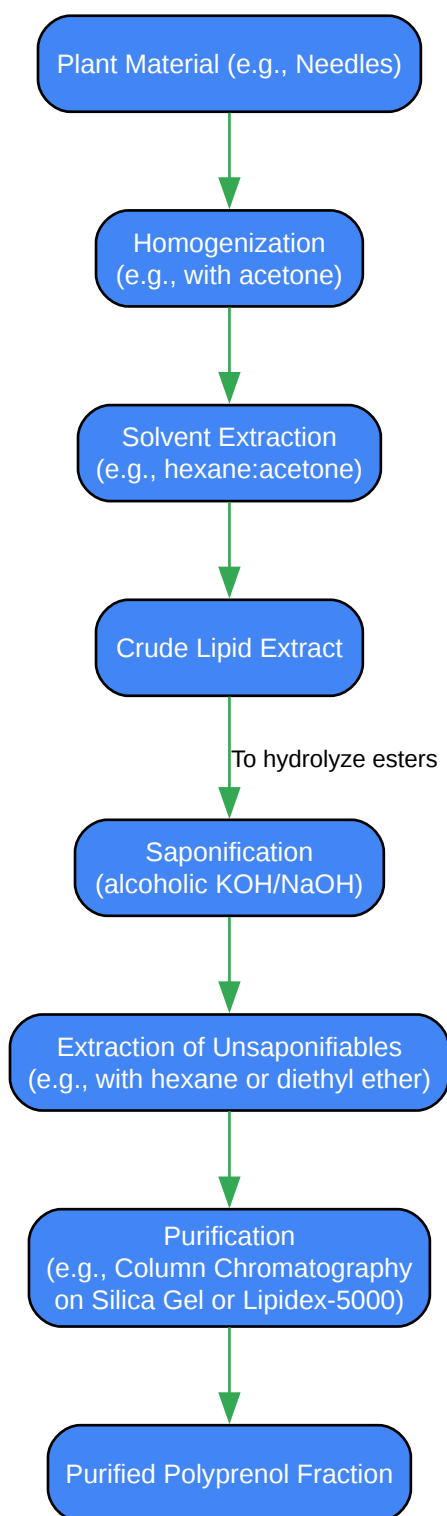 Plant Material (e.g., Needles)
Homogenization
(e.g., with acetone)
Solvent Extraction
(e.g., hexane:acetone)
Crude Lipid Extract
To hydrolyze esters
Saponification
(alcoholic KOH/NaOH)
Extraction of Unsaponifiables
(e.g., with hexane or diethyl ether)
Purification
(e.g., Column Chromatography
on Silica Gel or Lipidex-5000)
Purified Polyprenol Fraction